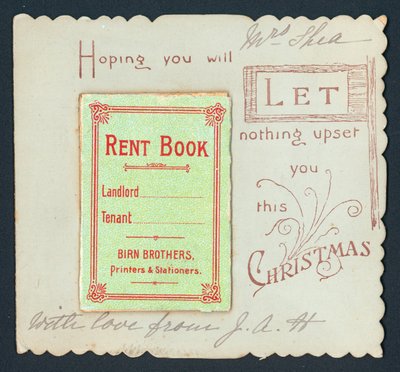 Mrs Shea
Hoping you will
LET
nothing upset
you
this
CHRISTMAS
RENT BOOK
Landlord
Tenant
BIRN BROTHERS,
Printers & Stationers.
With love from J. A. H